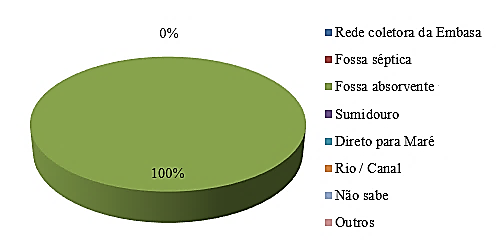 0%
100%
Rede coletora da Embasa
Fossa séptica
Fossa absorvente
Sumidouro
Direto para Maré
Rio / Canal
Não sabe
Outros